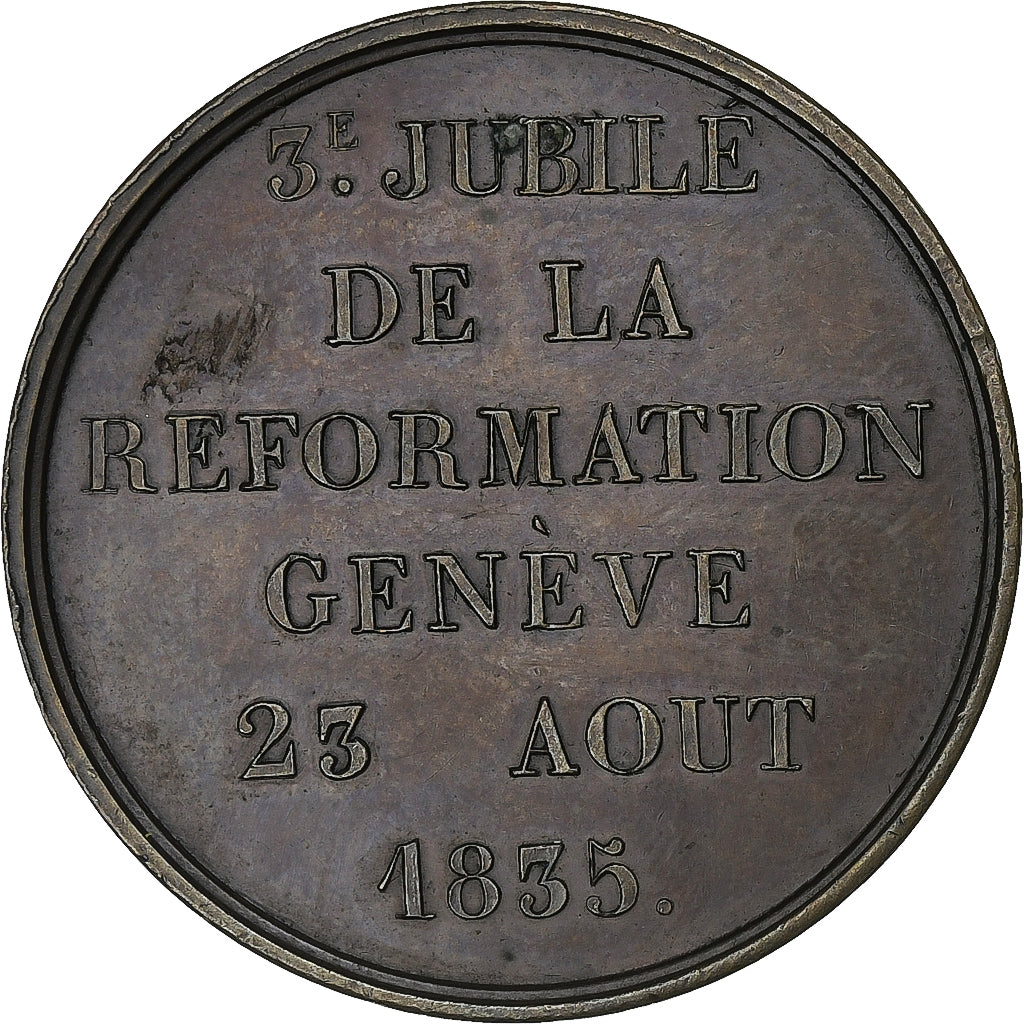 3E. JUBILÉ
DE LA
REFORMATION
GENÈVE
23 AOUT
1835.